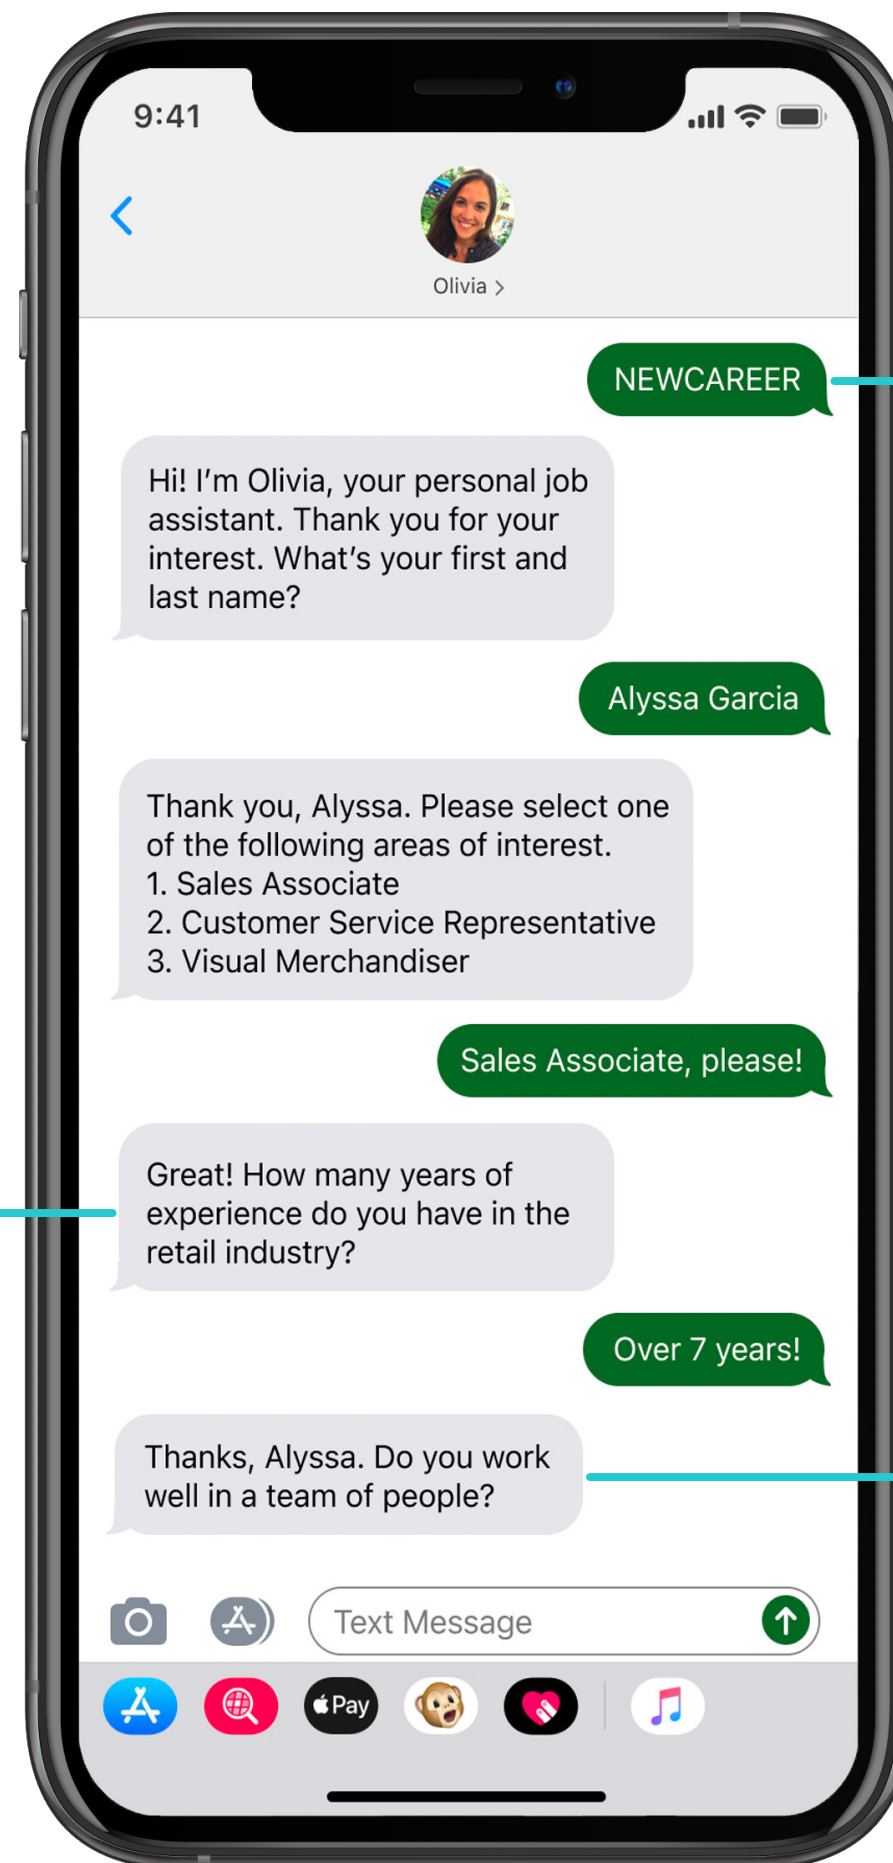 9:41
Olivia
NEWCAREER
Hi! I'm Olivia, your personal job
assistant. Thank you for your
interest. What's your first and
last name?
Alyssa Garcia
Thank you, Alyssa. Please select one
of the following areas of interest.
1. Sales Associate
2. Customer Service Representative
3. Visual Merchandiser
Sales Associate, please!
Great! How many years of
experience do you have in the
retail industry?
Over 7 years!
Thanks, Alyssa. Do you work
well in a team of people?
Text Message
Pay